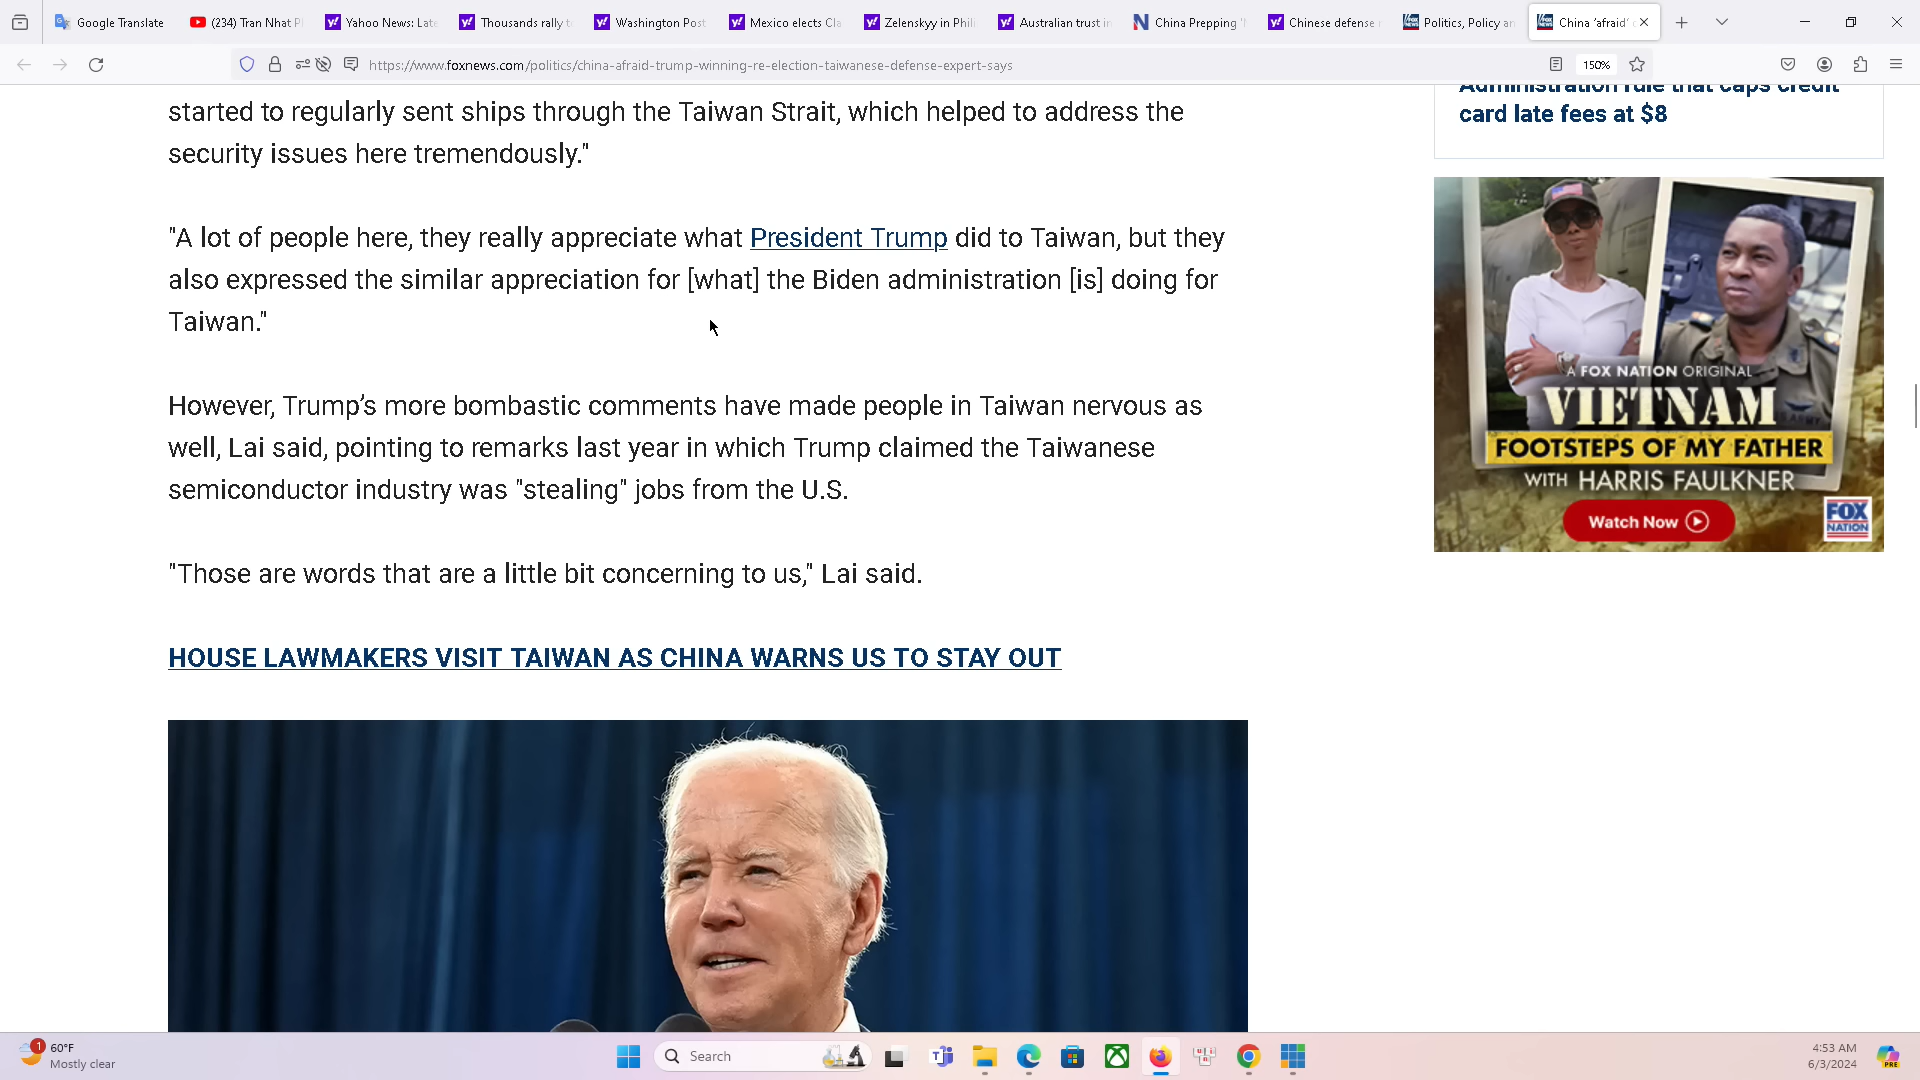 Google Translate
(234) Tran Nhat P
Yahoo News: Late
Thousands rally t
Washington Post
Mexico elects Cla
Zelenskyy in Phil
Australian trust in
China Prepping '
Chinese defense
Politics, Policy an
China 'afraid'
https://www.foxnews.com/politics/china-afraid-trump-winning-re-election-taiwanese-defense-expert-says
150%
started to regularly sent ships through the Taiwan Strait, which helped to address the
security issues here tremendously."
"A lot of people here, they really appreciate what President Trump did to Taiwan, but they
also expressed the similar appreciation for [what] the Biden administration [is] doing for
Taiwan."
However, Trump's more bombastic comments have made people in Taiwan nervous as
well, Lai said, pointing to remarks last year in which Trump claimed the Taiwanese
semiconductor industry was "stealing" jobs from the U.S.
"Those are words that are a little bit concerning to us," Lai said.
HOUSE LAWMAKERS VISIT TAIWAN AS CHINA WARNS US TO STAY OUT
Administration rule that caps credit
card late fees at $8
A FOX NATION ORIGINAL
VIETNAM
FOOTSTEPS OF MY FATHER
WITH HARRIS FAULKNER
Watch Now
FOX
NATION
1
60°F
Mostly clear
Search
4:53 AM
6/3/2024
PRE